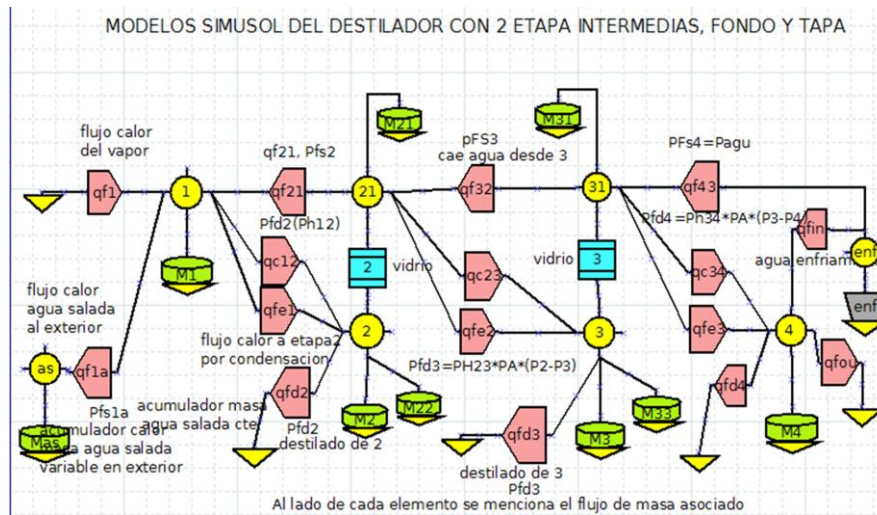 MODELOS SIMUSOL DEL DESTILADOR CON 2 ETAPA INTERMEDIAS, FONDO Y TAPA
M21
M31
flujo calor
del vapor
qf21, Pfs2
pFS3
cae agua desde 3
PFs4=Pagu
qf1
1
qf21
21
qf32
31
qf43
Pfd2(Ph12)
Pfd4=Ph34*PA*(P3-P4)
qfin
M1
qc12
2
vidrio
qc23
vidrio
3
qc34
agua enfriam
enf
enf
flujo calor
agua salada
al exterior
qfe1
2
qfe2
3
qfe3
4
flujo calor a etapa2
por condensacion
as
qf1a
Pfd3=PH23*PA*(P2-P3)
qfou
Pfs1a
qfd2
qfd4
acumulador masa
agua salada cte
M2
M22
M33
Mas
acumulador calor
agua salada
variable en exterior
Pfd2
destilado de 2
qfd3
M3
M4
destilado de 3
Pfd3
Al lado de cada elemento se menciona el flujo de masa asociado